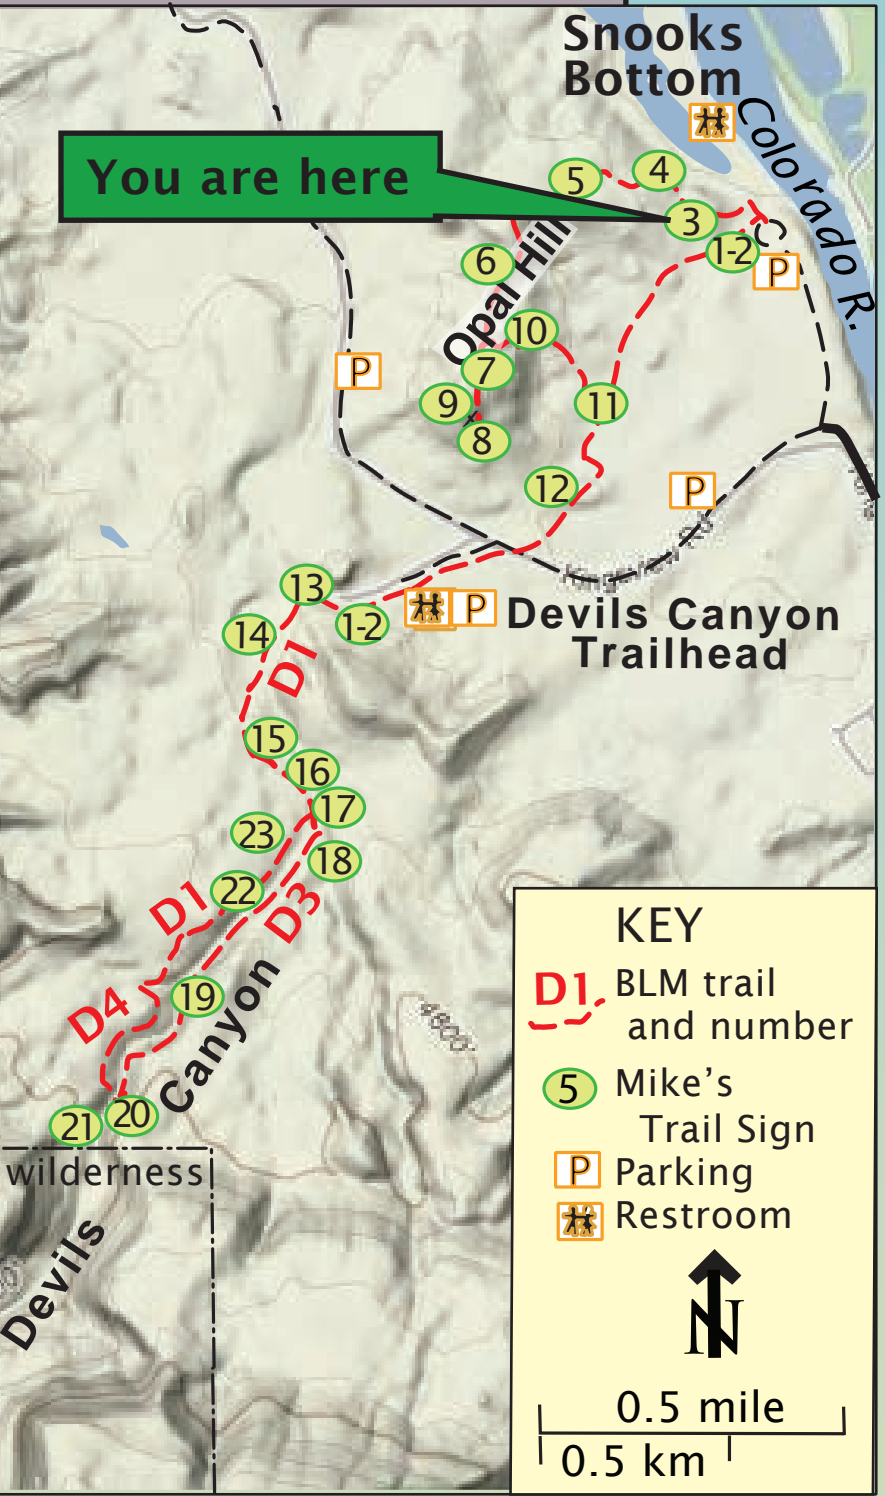 Snooks
Bottom
Colorado R.
You are here
5
4
3
1-2
P
6
Opal Hill
10
P
7
9
11
8
12
P
13
1-2
P
Devils Canyon
Trailhead
14
D1
15
16
17
23
18
22
D1
D3
19
D4
Canyon
4800'
20
21
wilderness
Devils
KEY
D1 BLM trail
and number
5 Mike's
Trail Sign
P Parking
Restroom
N
0.5 mile
0.5 km